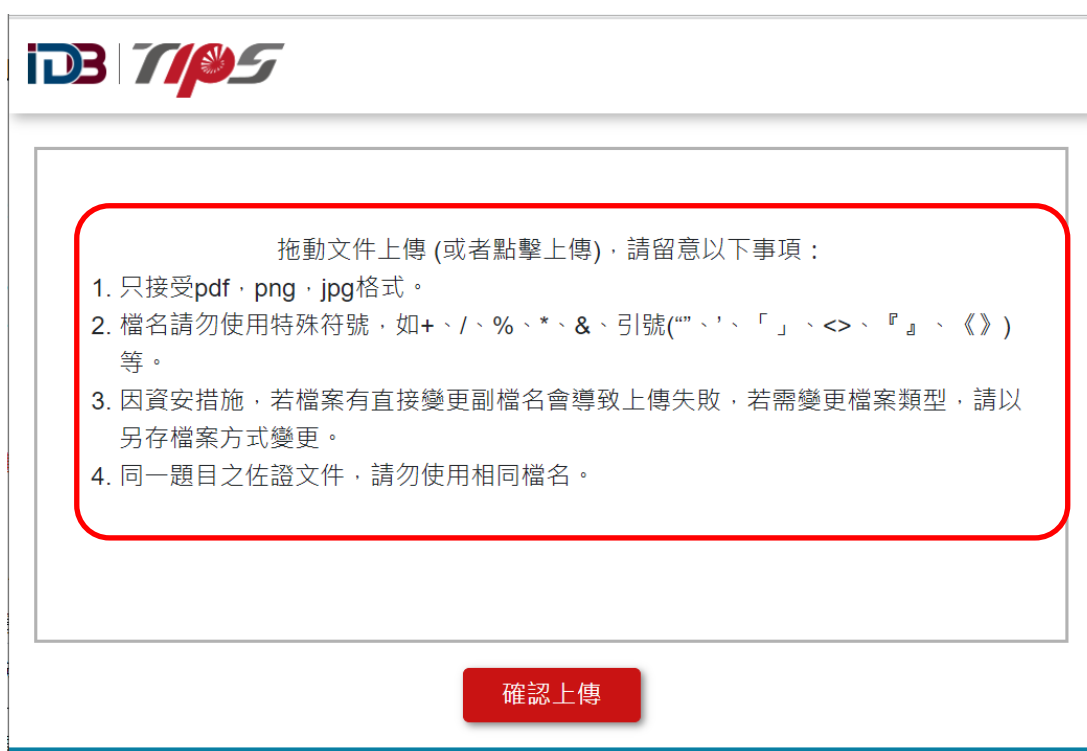 iDB TIPS
拖動文件上傳 (或者點擊上傳)，請留意以下事項：
1. 只接受pdf，png，jpg格式。
2. 檔名請勿使用特殊符號，如+、/、%、*、&、引號(“”、’、「 」、<>、『 』、《》)
等。
3. 因資安措施，若檔案有直接變更副檔名會導致上傳失敗，若需變更檔案類型，請以
另存檔案方式變更。
4. 同一題目之佐證文件，請勿使用相同檔名。
確認上傳